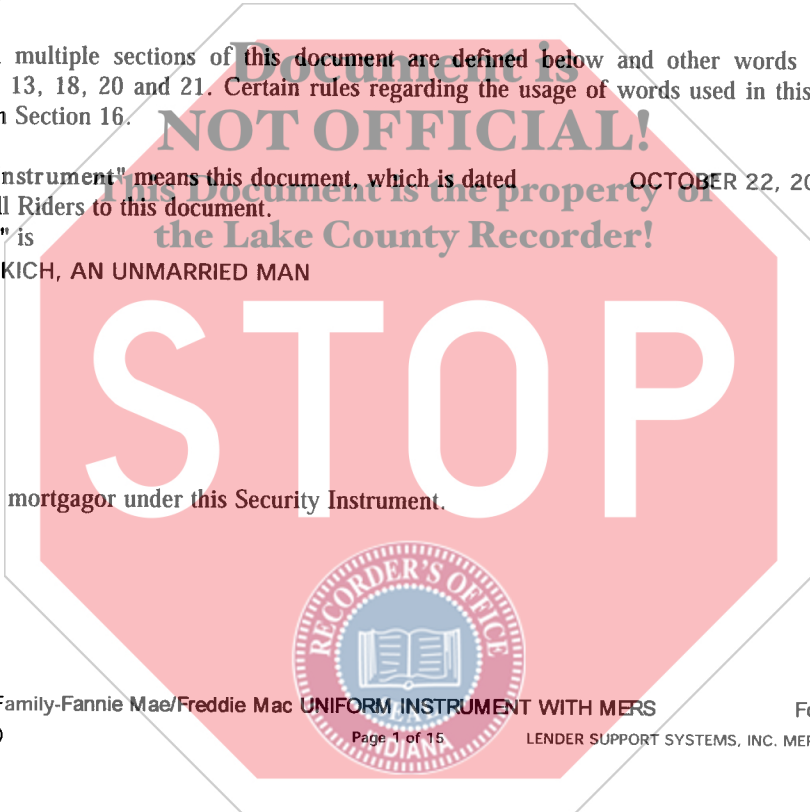 multiple sections of this document are defined below and other words
Document is
13, 18, 20 and 21. Certain rules regarding the usage of words used in this
Section 16.
NOT OFFICIAL!
nstrument" means this document, which is dated OCTOBER 22, 20
This Document is the property of
ll Riders to this document.
" is
the Lake County Recorder!
KICH, AN UNMARRIED MAN
STOP
mortgagor under this Security Instrument.
RECORDER'S OFFICE
Family-Fannie Mae/Freddie Mac UNIFORM INSTRUMENT WITH MERS Fo
SEAL
) Page 1 of 15 LENDER SUPPORT SYSTEMS, INC. MER
INDIANA